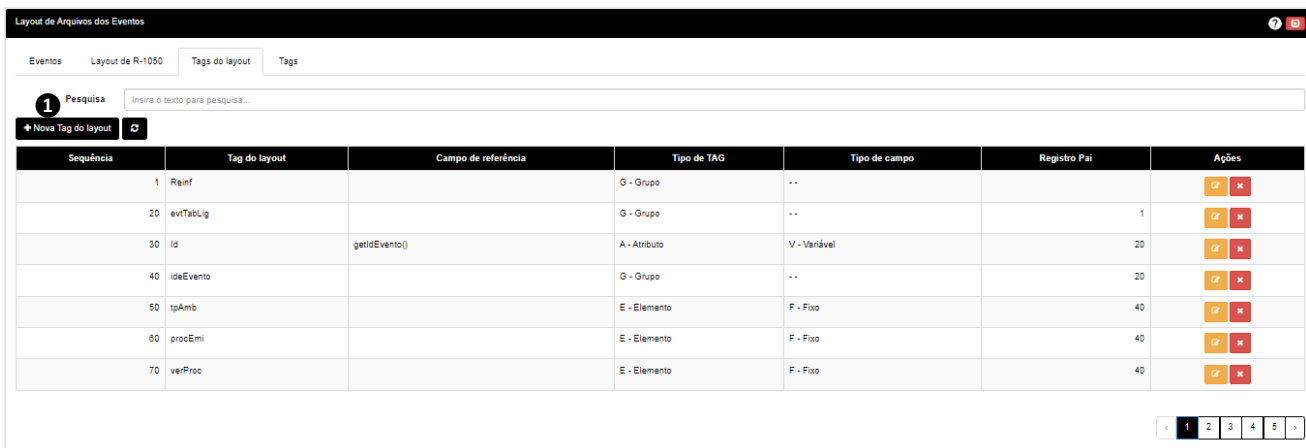 Layout de Arquivos dos Eventos ?
Eventos Layout de R-1050 Tags do layout Tags
1 Pesquisa Insira o texto para pesquisa...
+ Nova Tag do layout
Sequência Tag do layout Campo de referência Tipo de TAG Tipo de campo Registro Pai Ações
1 Reinf G - Grupo - -
20 evtTabLig G - Grupo - - 1
30 Id getIdEvento() A - Atributo V - Variável 20
40 ideEvento G - Grupo - - 20
50 tpAmb E - Elemento F - Fixo 40
60 procEmi E - Elemento F - Fixo 40
70 verProc E - Elemento F - Fixo 40
‹ 1 2 3 4 5 ›